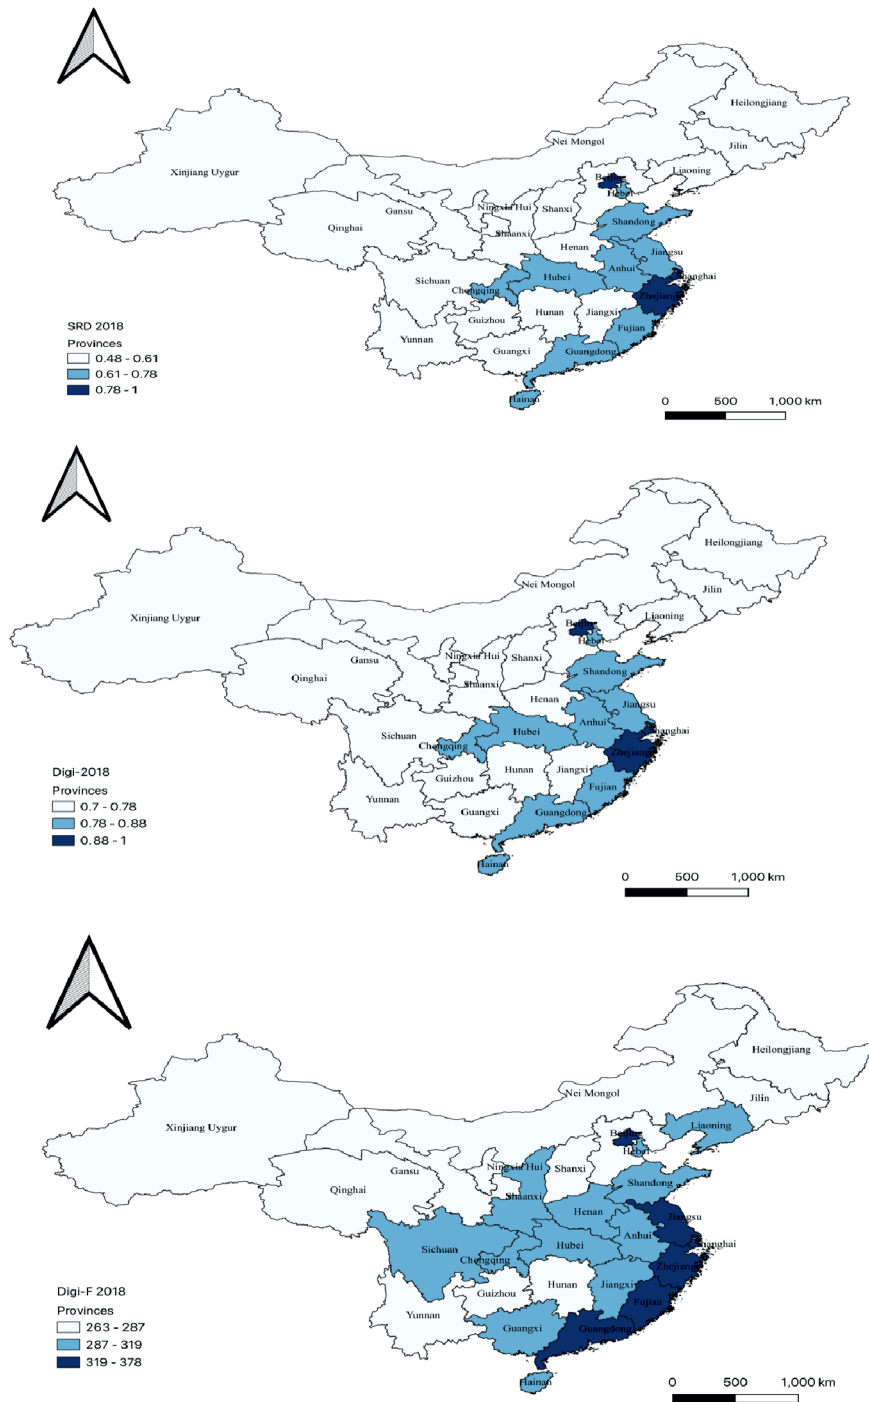 Heilongjiang
Jilin
Nei Mongol
Liaoning
Xinjiang Uygur
Beijing
Hebei
Ningxia Hui
Shanxi
Gansu
Shandong
Qinghai
Shaanxi
Henan
Jiangsu
Anhui
Shanghai
Sichuan
Hubei
Chongqing
Zhejiang
Guizhou
Hunan
Jiangxi
Fujian
Yunnan
Guangxi
Guangdong
Hainan
SRD 2018
Provinces
0.48 - 0.61
0.61 - 0.78
0.78 - 1
0 500 1,000 km
Heilongjiang
Jilin
Nei Mongol
Liaoning
Xinjiang Uygur
Beijing
Hebei
Ningxia Hui
Shanxi
Gansu
Shandong
Qinghai
Shaanxi
Henan
Jiangsu
Anhui
Shanghai
Sichuan
Hubei
Chongqing
Zhejiang
Guizhou
Hunan
Jiangxi
Fujian
Yunnan
Guangxi
Guangdong
Hainan
Digi-2018
Provinces
0.7 - 0.78
0.78 - 0.88
0.88 - 1
0 500 1,000 km
Heilongjiang
Jilin
Nei Mongol
Liaoning
Xinjiang Uygur
Beijing
Hebei
Ningxia Hui
Shanxi
Gansu
Shandong
Qinghai
Shaanxi
Henan
Jiangsu
Anhui
Shanghai
Sichuan
Hubei
Chongqing
Zhejiang
Guizhou
Hunan
Jiangxi
Fujian
Yunnan
Guangxi
Guangdong
Hainan
Digi-F 2018
Provinces
263 - 287
287 - 319
319 - 378
0 500 1,000 km